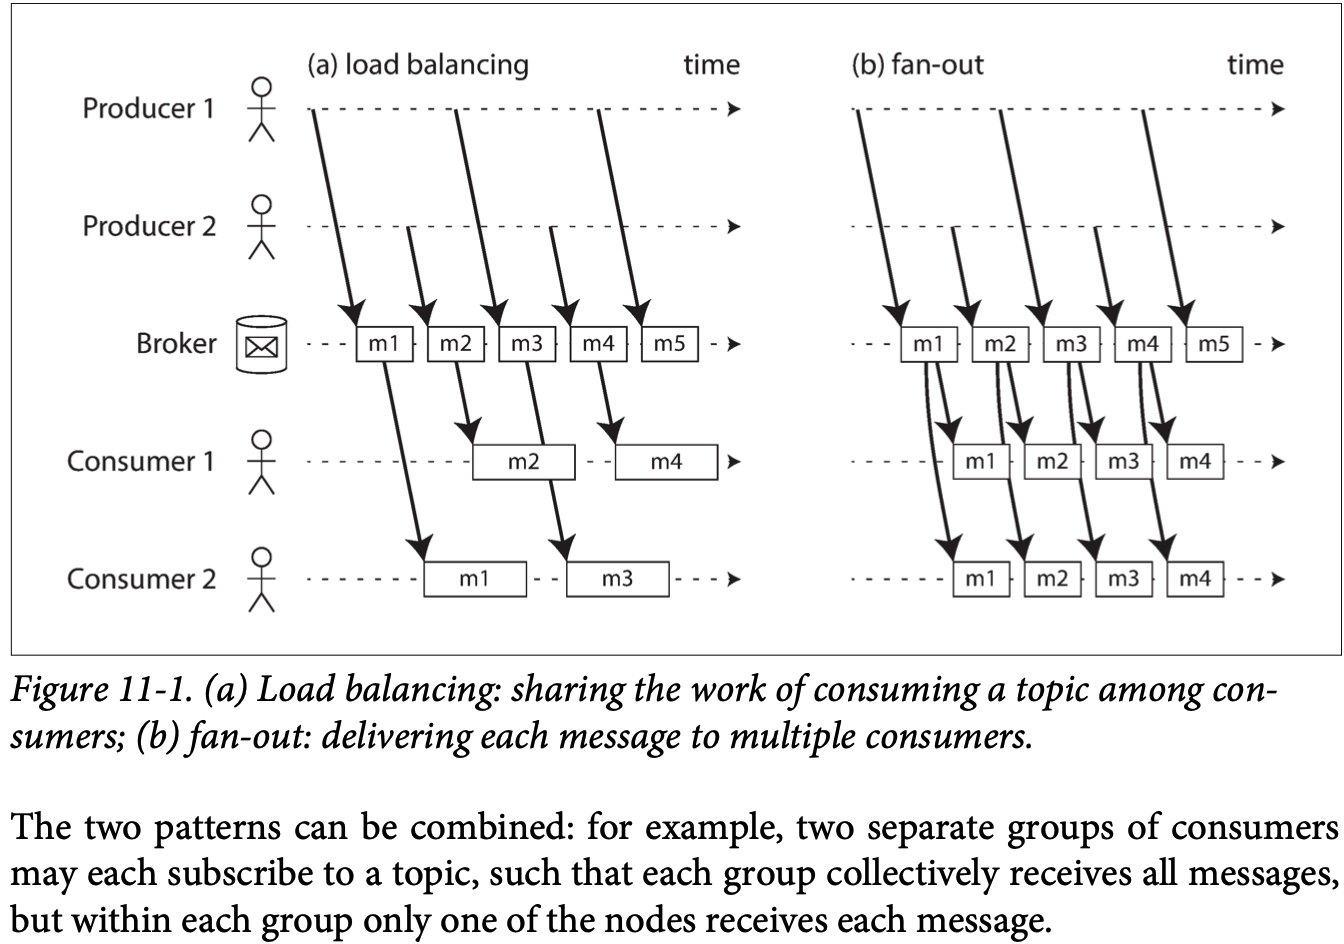 (a) load balancing time (b) fan-out time
Producer 1
Producer 2
Broker m1 m2 m3 m4 m5 m1 m2 m3 m4 m5
Consumer 1 m2 m4 m1 m2 m3 m4
Consumer 2 m1 m3 m1 m2 m3 m4
Figure 11-1. (a) Load balancing: sharing the work of consuming a topic among con-
sumers; (b) fan-out: delivering each message to multiple consumers.
The two patterns can be combined: for example, two separate groups of consumers
may each subscribe to a topic, such that each group collectively receives all messages,
but within each group only one of the nodes receives each message.